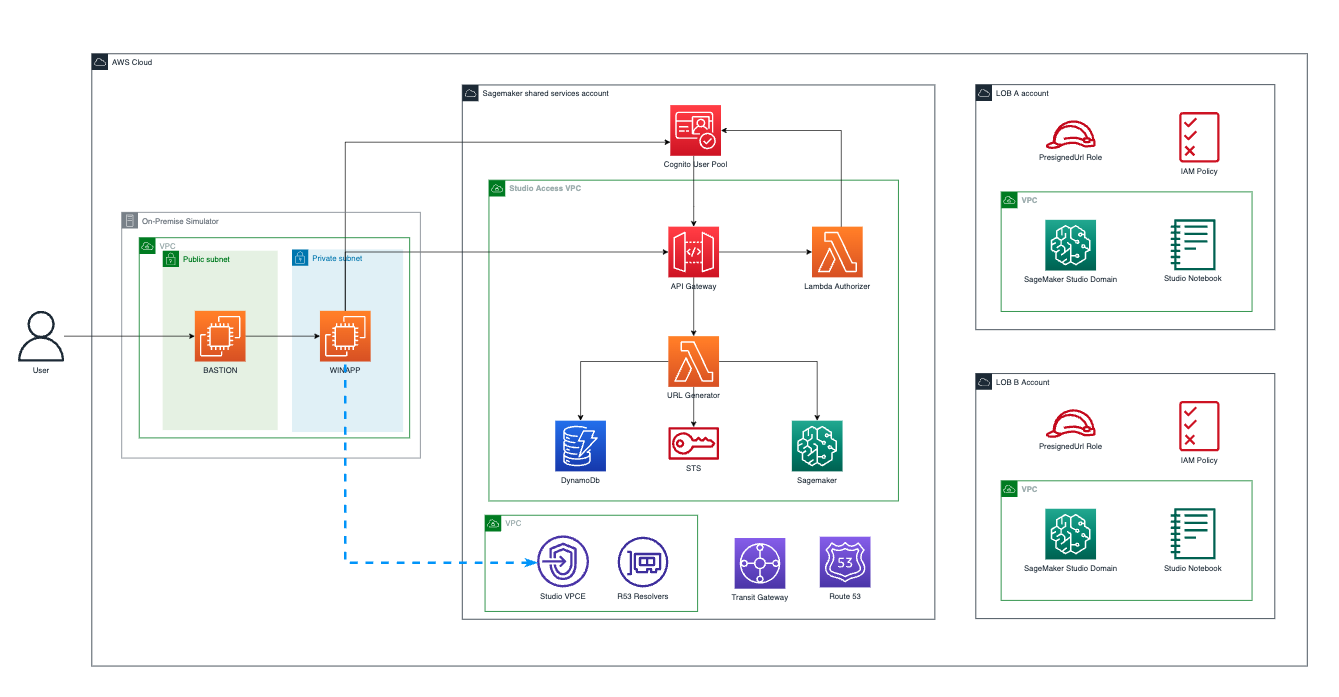 AWS Cloud
Sagemaker shared services account
LOB A account
Cognito User Pool
PresignedUrl Role
IAM Policy
Studio Access VPC
VPC
On-Premise Simulator
VPC
Public subnet
Private subnet
API Gateway
Lambda Authorizer
SageMaker Studio Domain
Studio Notebook
User
BASTION
WINAPP
URL Generator
LOB B Account
PresignedUrl Role
IAM Policy
DynamoDb
STS
Sagemaker
VPC
VPC
53
SageMaker Studio Domain
Studio Notebook
Studio VPCE
R53 Resolvers
Transit Gateway
Route 53